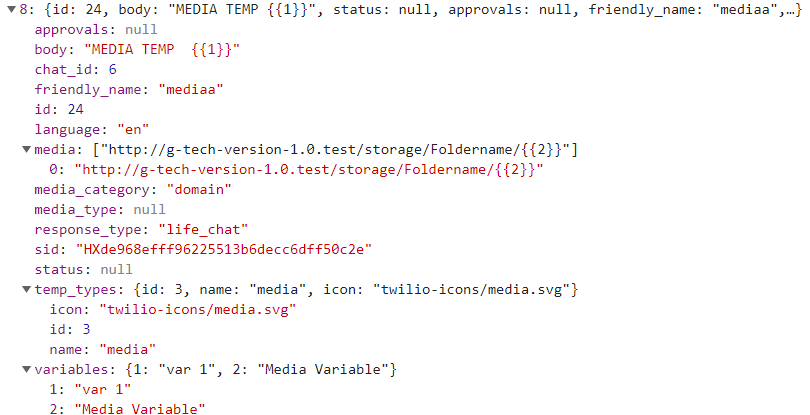 ▼8: {id: 24, body: "MEDIA TEMP {{1}}", status: null, approvals: null, friendly_name: "mediaa",…}
approvals: null
body: "MEDIA TEMP  {{1}}"
chat_id: 6
friendly_name: "mediaa"
id: 24
language: "en"
▼media: ["http://g-tech-version-1.0.test/storage/Foldername/{{2}}"]
0: "http://g-tech-version-1.0.test/storage/Foldername/{{2}}"
media_category: "domain"
media_type: null
response_type: "life_chat"
sid: "HXde968efff96225513b6decc6dff50c2e"
status: null
▼temp_types: {id: 3, name: "media", icon: "twilio-icons/media.svg"}
icon: "twilio-icons/media.svg"
id: 3
name: "media"
▼variables: {1: "var 1", 2: "Media Variable"}
1: "var 1"
2: "Media Variable"